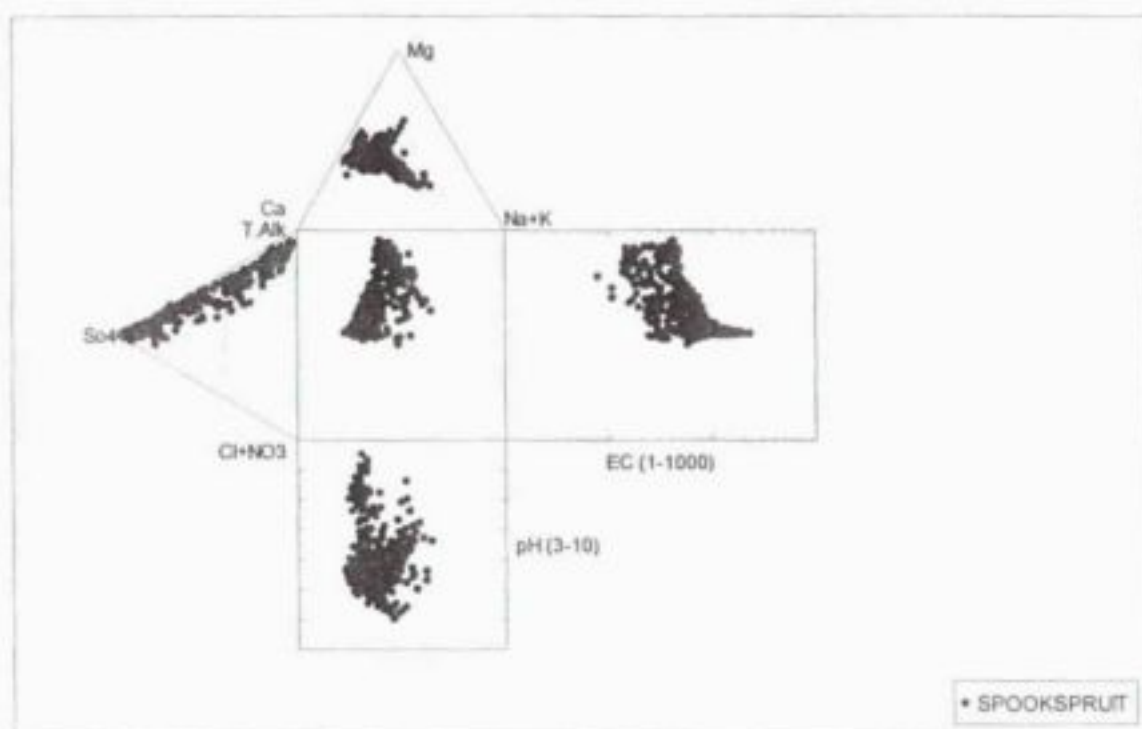 Mg
Ca
T.Alk
Na+K
So4
Cl+NO3
EC (1-1000)
pH (3-10)
SPOOKSPRUIT